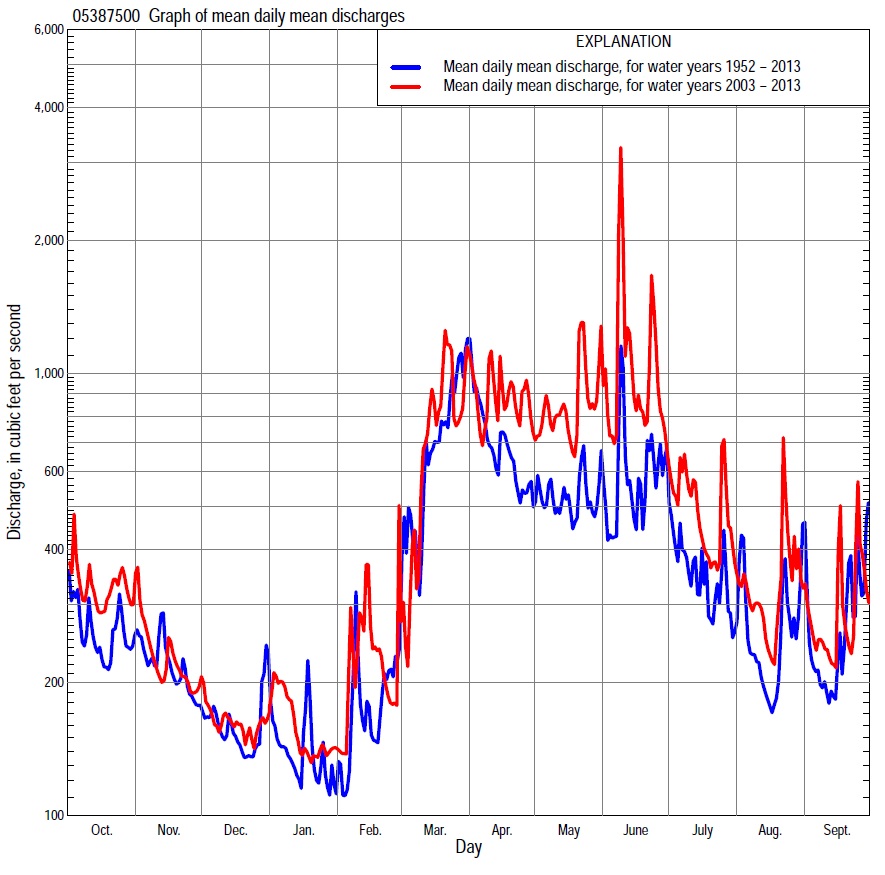 05387500 Graph of mean daily mean discharges
EXPLANATION
Mean daily mean discharge, for water years 1952 – 2013
Mean daily mean discharge, for water years 2003 – 2013
Discharge, in cubic feet per second
6,000
4,000
2,000
1,000
600
400
200
100
Oct. Nov. Dec. Jan. Feb. Mar. Apr. May June July Aug. Sept.
Day